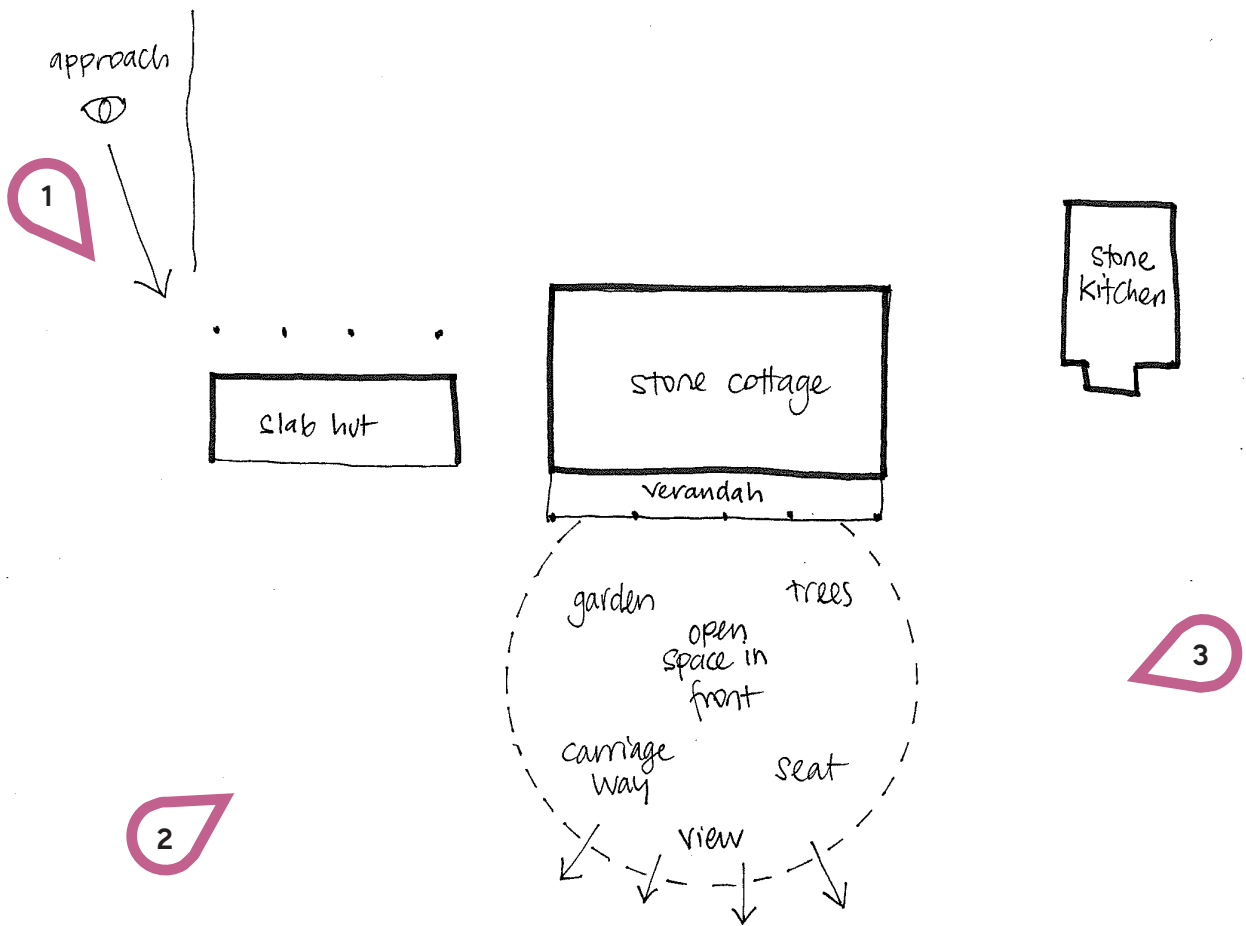 approach
1
stone
kitchen
stone cottage
slab hut
verandah
garden
trees
open
space in
front
3
carriage
way
seat
view
2